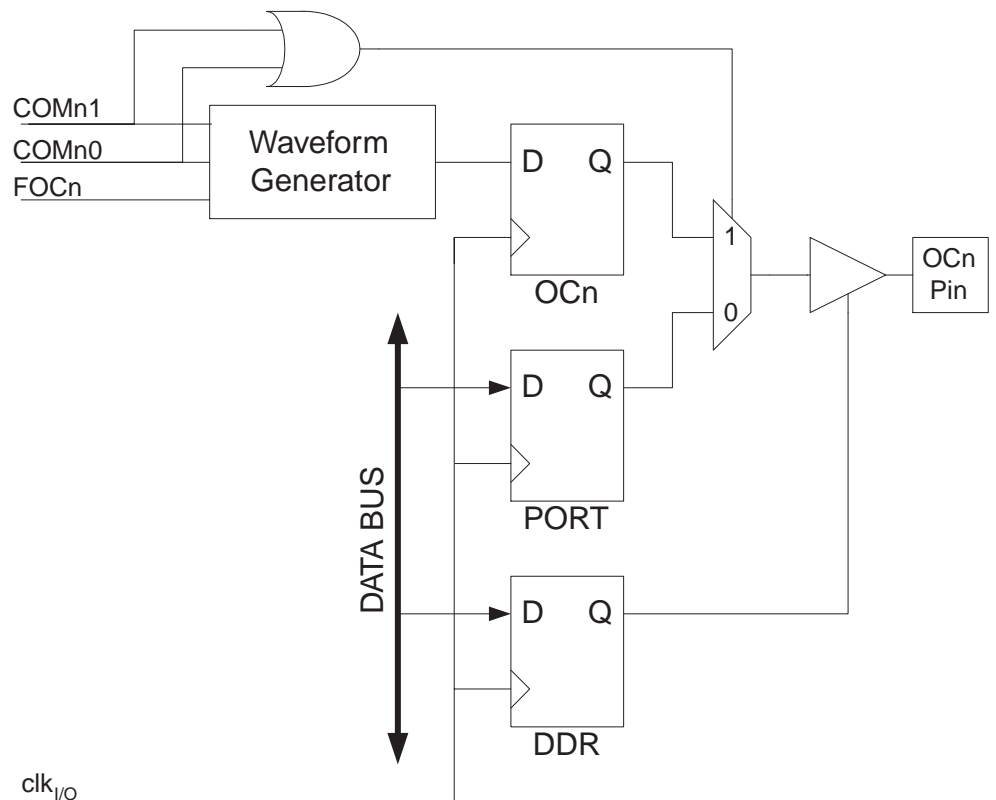 COMn1
COMn0
FOCn
Waveform
Generator
D Q
OCn
1
0
OCn
Pin
D Q
PORT
DATA BUS
D Q
DDR
clkI/O